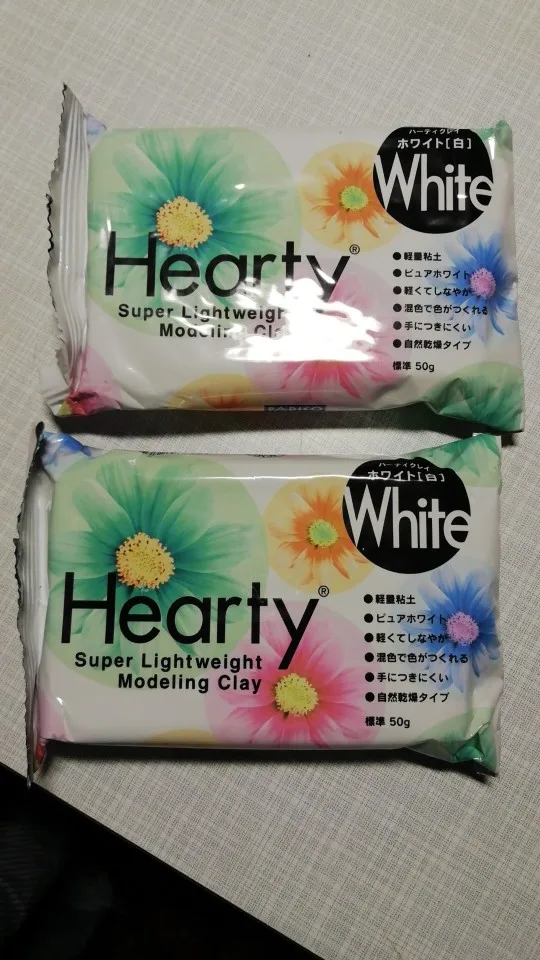 ハーティクレイ
ホワイト[白]
White
Hearty®
Super Lightweight
Modeling Clay
●軽量粘土
●ピュアホワイト
●軽くてしなやか
●混色で色がつくれる
●手につきにくい
●自然乾燥タイプ
標準 50g
PADICO
ハーティクレイ
ホワイト[白]
White
Hearty®
Super Lightweight
Modeling Clay
●軽量粘土
●ピュアホワイト
●軽くてしなやか
●混色で色がつくれる
●手につきにくい
●自然乾燥タイプ
標準 50g